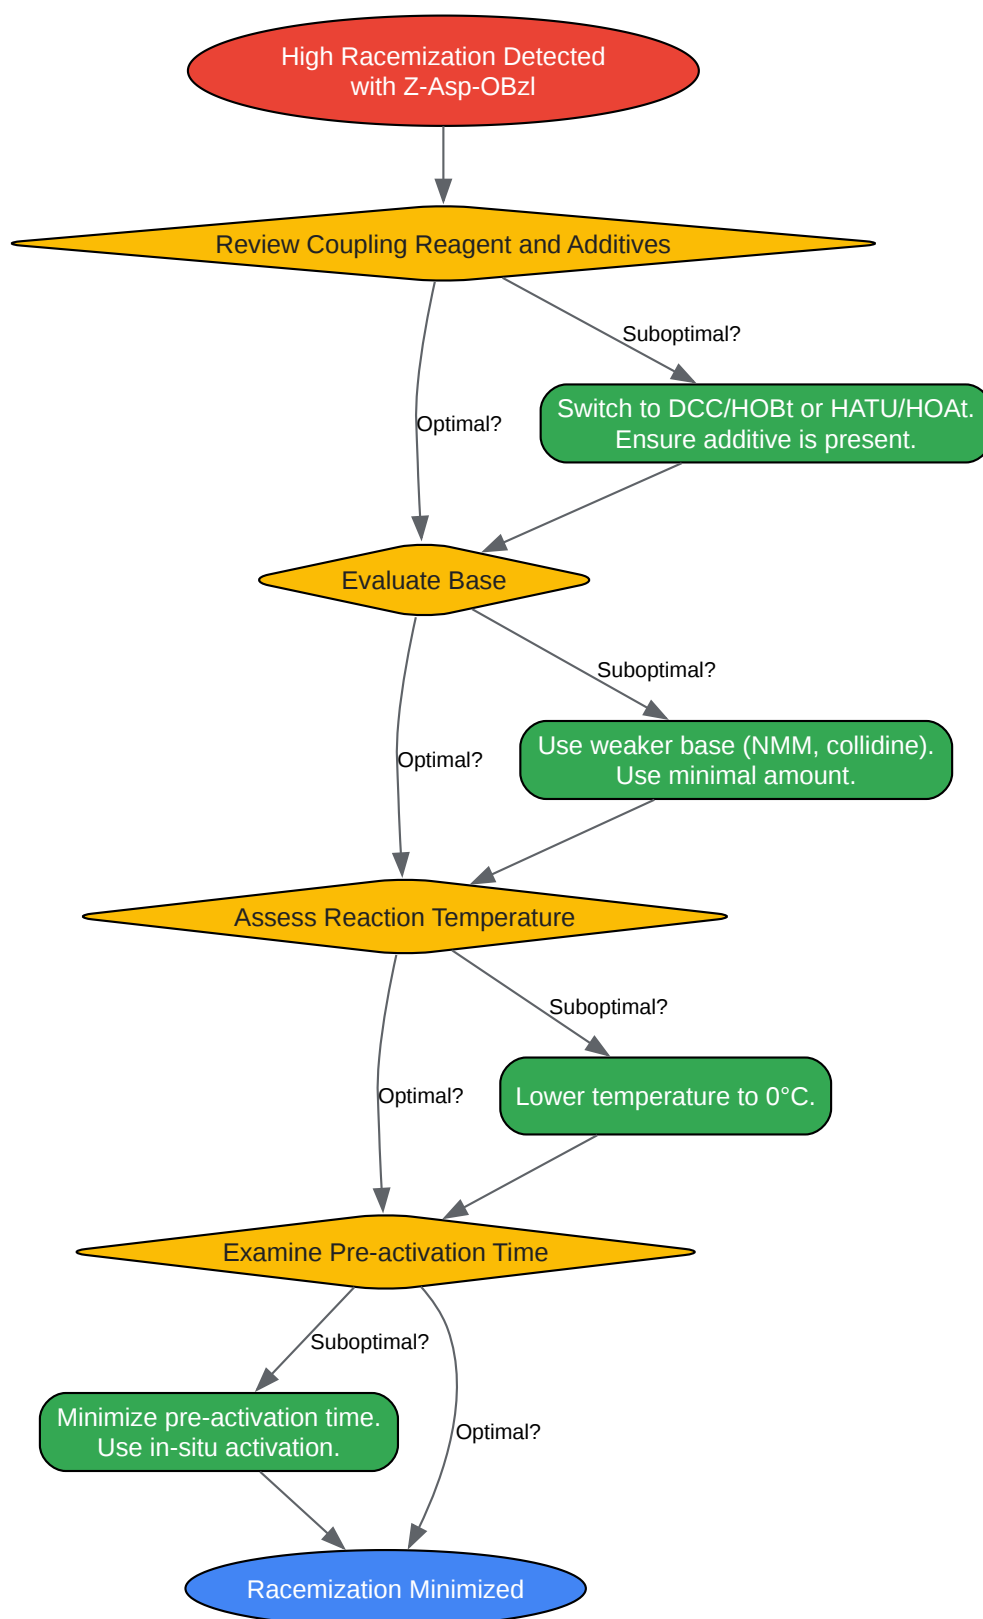 High Racemization Detected
with Z-Asp-OBzl
Review Coupling Reagent and Additives
Suboptimal?
Switch to DCC/HOBt or HATU/HOAt.
Ensure additive is present.
Optimal?
Evaluate Base
Suboptimal?
Use weaker base (NMM, collidine).
Use minimal amount.
Optimal?
Assess Reaction Temperature
Suboptimal?
Lower temperature to 0°C.
Optimal?
Examine Pre-activation Time
Suboptimal?
Minimize pre-activation time.
Use in-situ activation.
Optimal?
Racemization Minimized